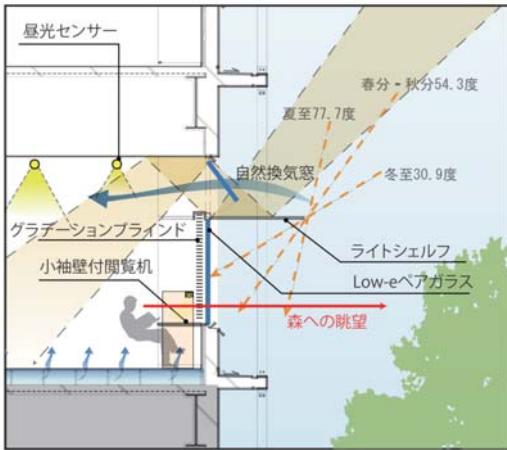 昼光センサー
春分-秋分54.3度
夏至77.7度
自然換気窓
冬至30.9度
グラデーションブラインド
ライトシェルフ
小袖壁付閲覧机
Low-eペアガラス
森への眺望